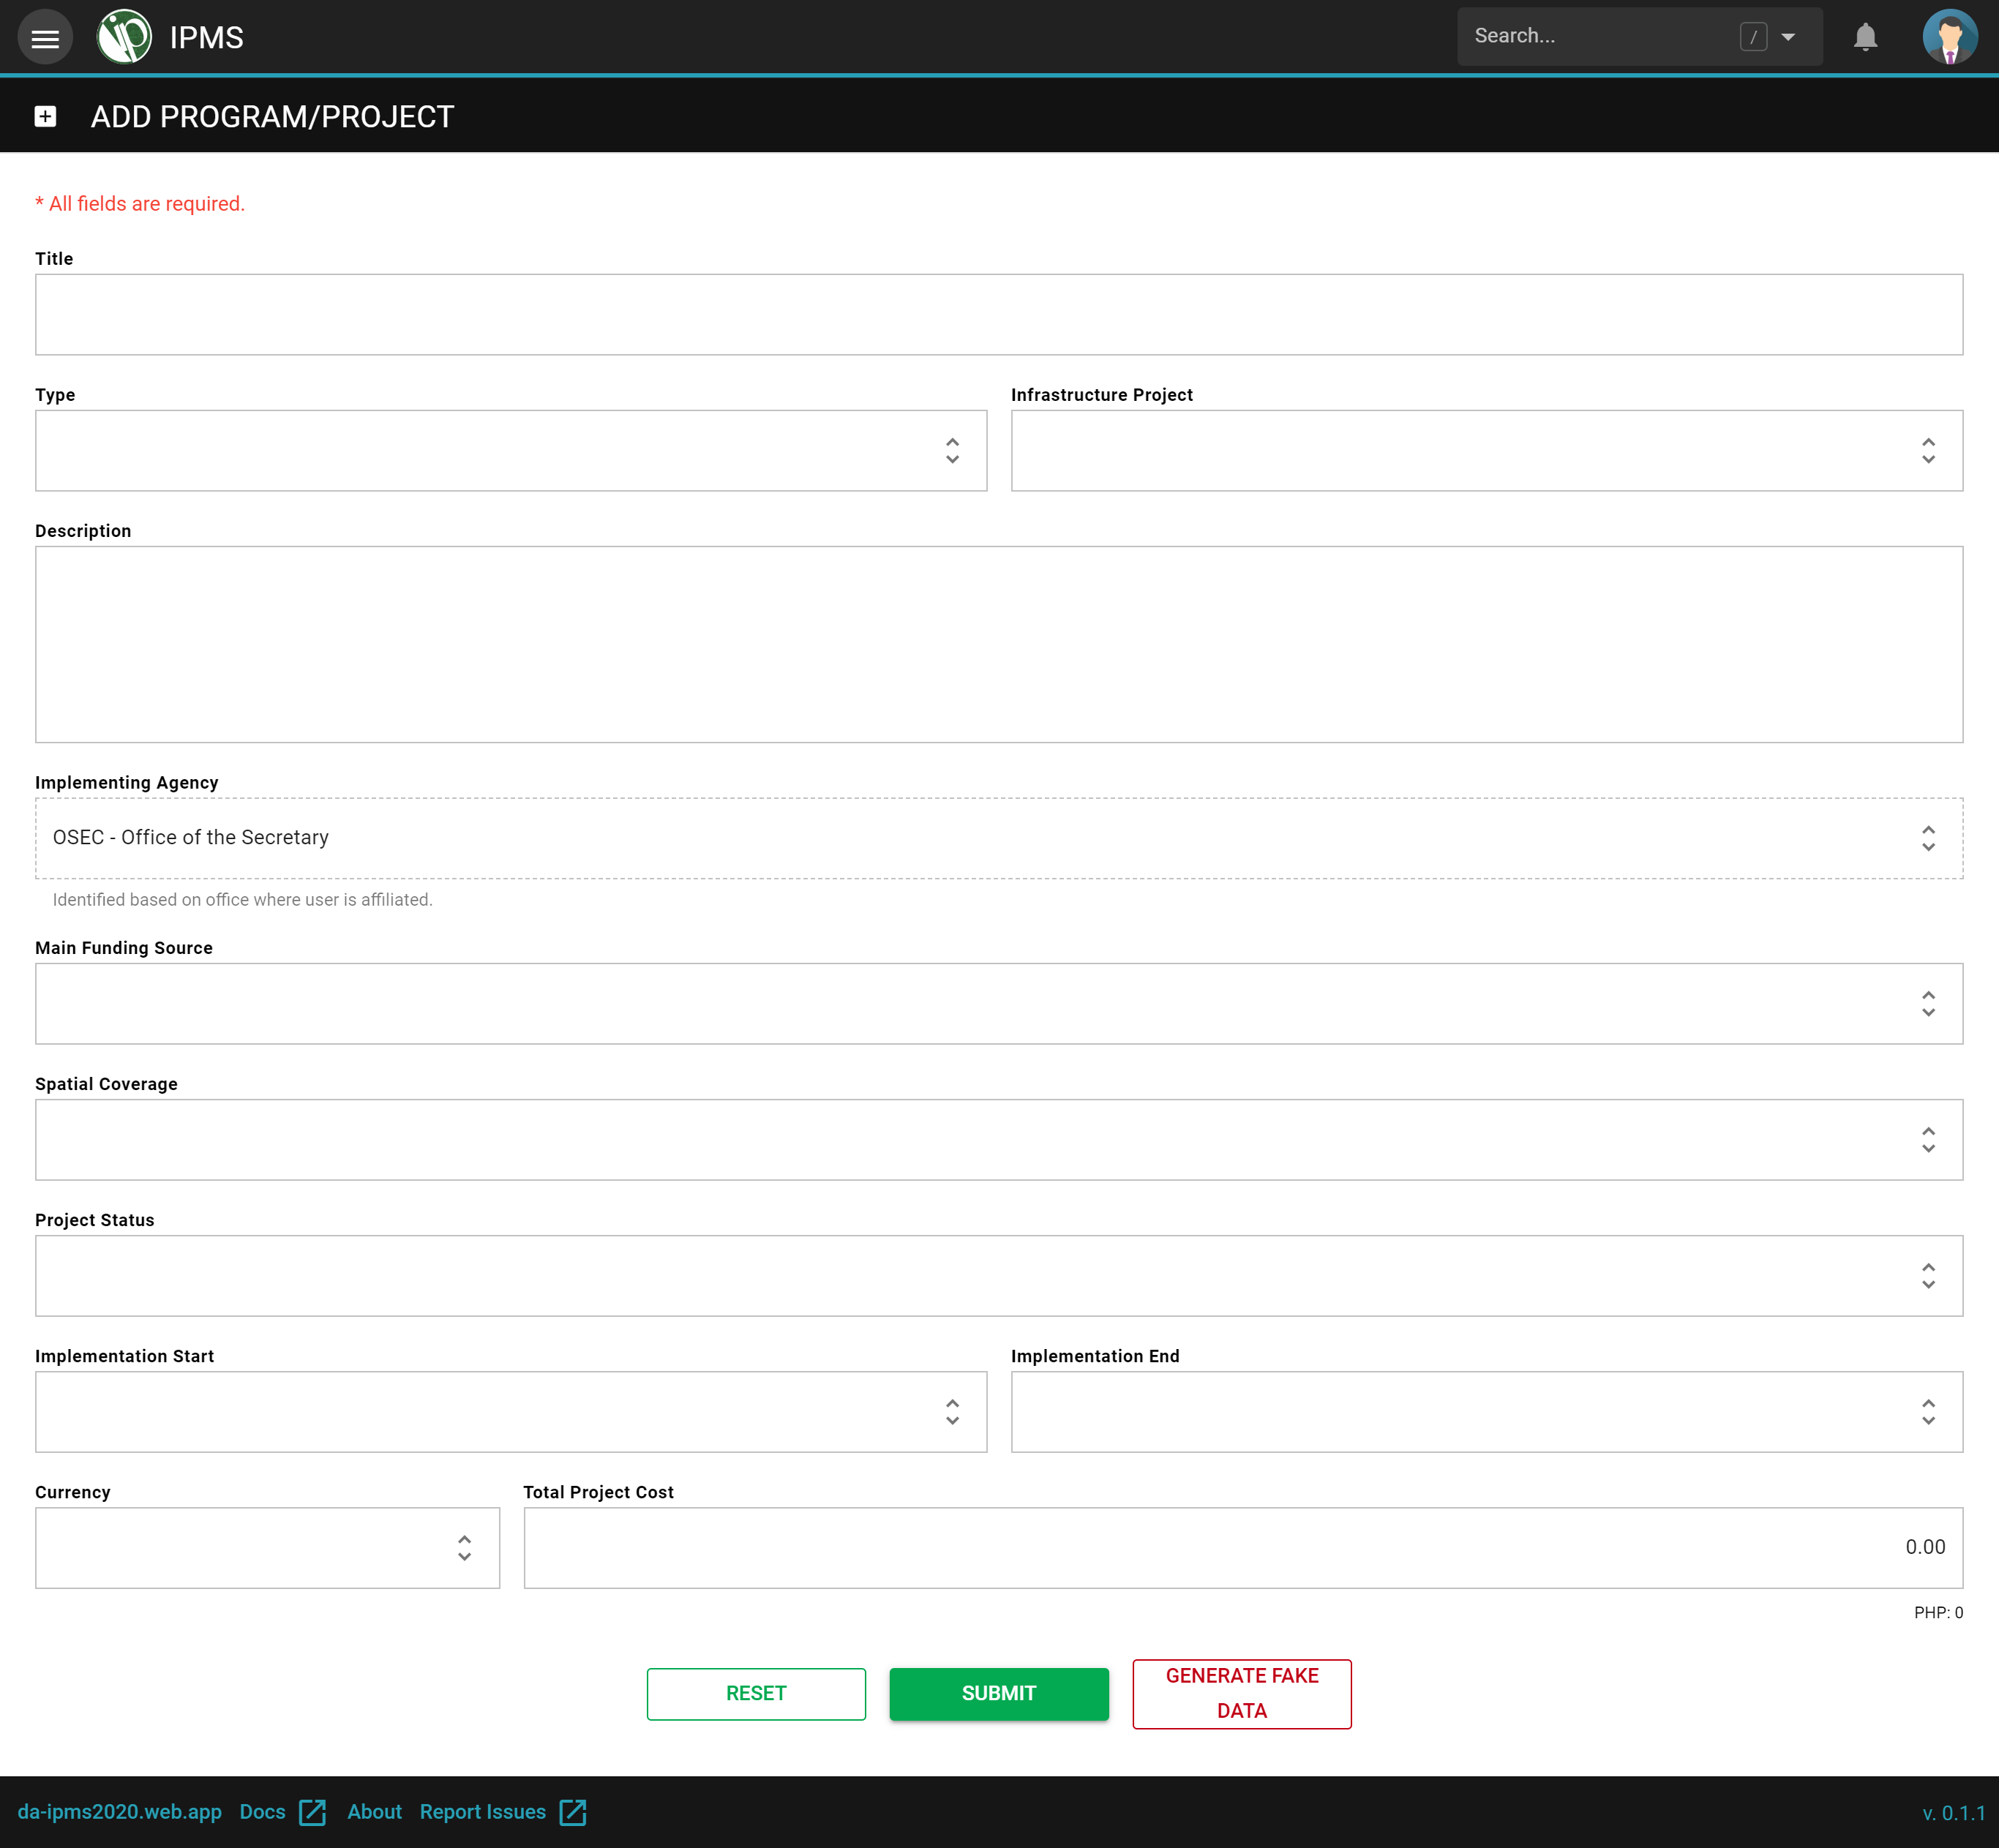 IPMS
Search...
/
ADD PROGRAM/PROJECT
* All fields are required.
Title
Type
Infrastructure Project
Description
Implementing Agency
OSEC - Office of the Secretary
Identified based on office where user is affiliated.
Main Funding Source
Spatial Coverage
Project Status
Implementation Start
Implementation End
Currency
Total Project Cost
0.00
PHP: 0
RESET
SUBMIT
GENERATE FAKE
DATA
da-ipms2020.web.app
Docs
About
Report Issues
v. 0.1.1